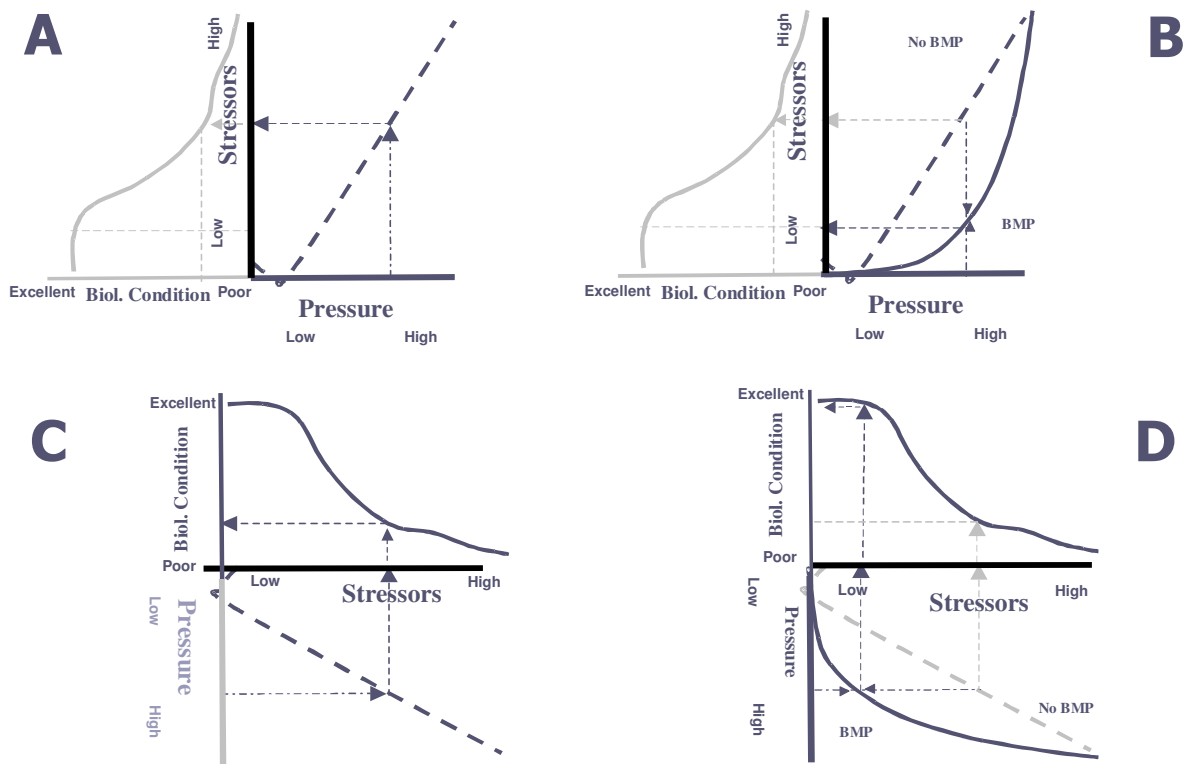 A
High
Stressors
Low
Excellent Biol. Condition Poor
Pressure
Low High
B
High
No BMP
Stressors
Low
BMP
Excellent Biol. Condition Poor
Pressure
Low High
C
Excellent
Biol. Condition
Poor
Low High
Stressors
Low
Pressure
High
D
Excellent
Biol. Condition
Poor
Low High
Stressors
Low
Pressure
High
No BMP
BMP